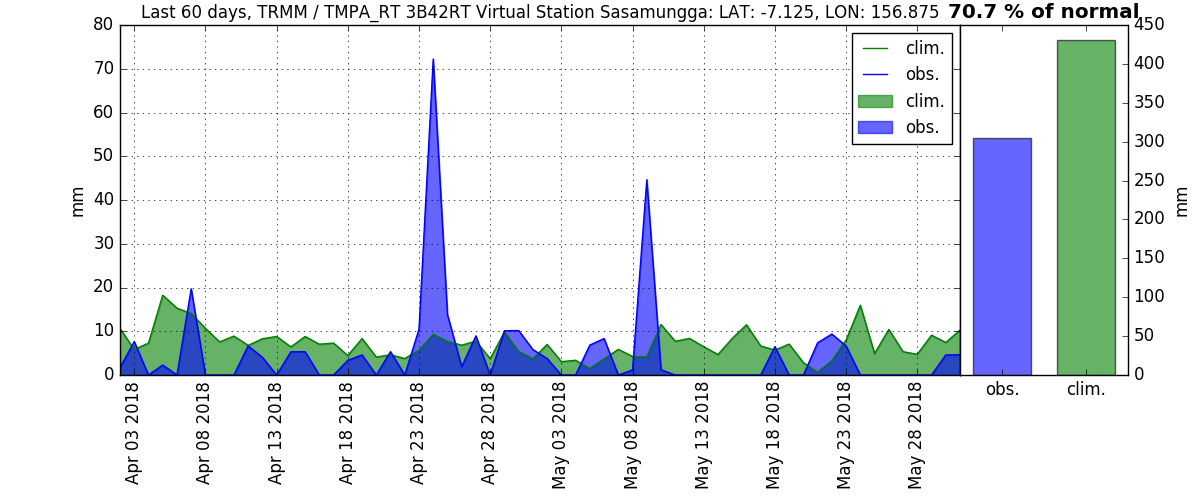 Last 60 days, TRMM / TMPA_RT 3B42RT Virtual Station Sasamungga: LAT: -7.125, LON: 156.875 70.7 % of normal
mm
80
70
60
50
40
30
20
10
0
clim.
obs.
clim.
obs.
Apr 03 2018
Apr 08 2018
Apr 13 2018
Apr 18 2018
Apr 23 2018
Apr 28 2018
May 03 2018
May 08 2018
May 13 2018
May 18 2018
May 23 2018
May 28 2018
450
400
350
300
250
200
150
100
50
0
mm
obs.
clim.